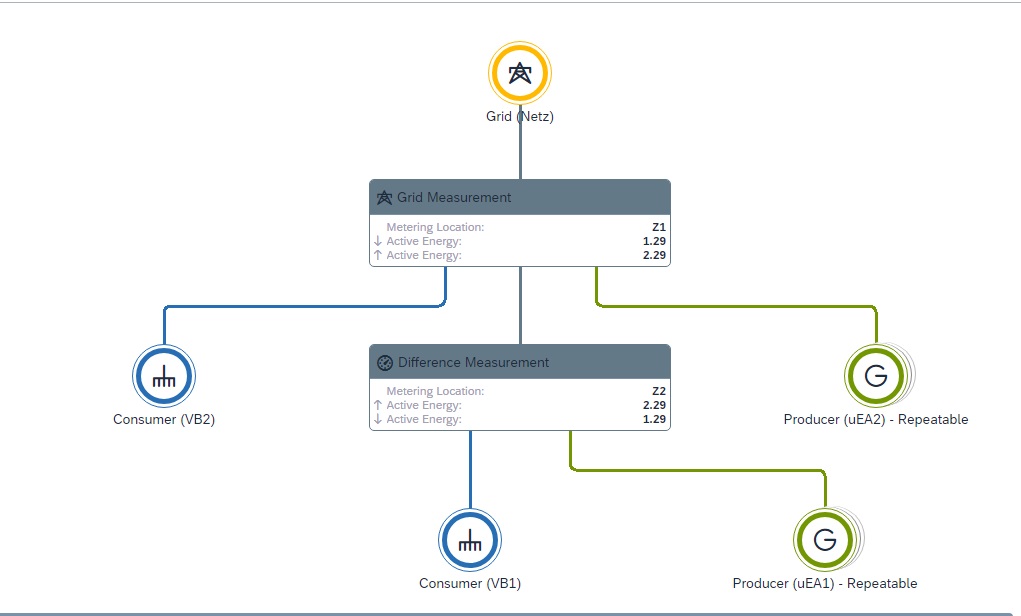 Grid (Netz)
Grid Measurement
Metering Location: Z1
↓ Active Energy: 1.29
↑ Active Energy: 2.29
Consumer (VB2)
Difference Measurement
Metering Location: Z2
↑ Active Energy: 2.29
↓ Active Energy: 1.29
Producer (uEA2) - Repeatable
Consumer (VB1)
Producer (uEA1) - Repeatable